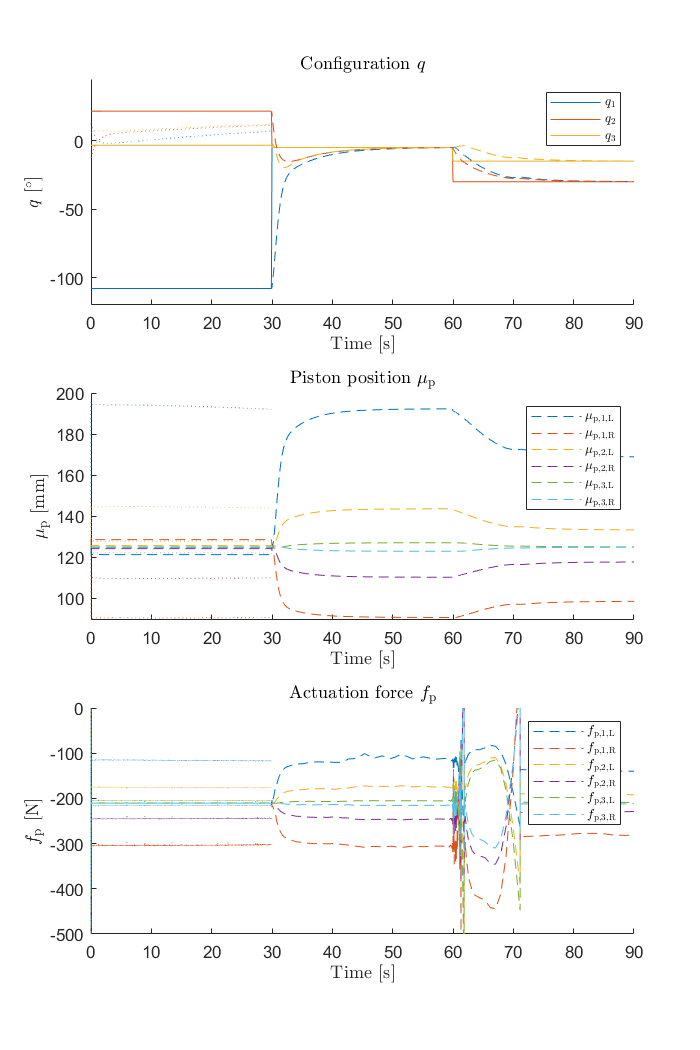 Configuration q
q [°]
0
-50
-100
q₁
q₂
q₃
0 10 20 30 40 50 60 70 80 90
Time [s]
Piston position μₚ
μₚ [mm]
200
180
160
140
120
100
μp,1,L
μp,1,R
μp,2,L
μp,2,R
μp,3,L
μp,3,R
0 10 20 30 40 50 60 70 80 90
Time [s]
Actuation force fₚ
fₚ [N]
0
-100
-200
-300
-400
-500
fp,1,L
fp,1,R
fp,2,L
fp,2,R
fp,3,L
fp,3,R
0 10 20 30 40 50 60 70 80 90
Time [s]